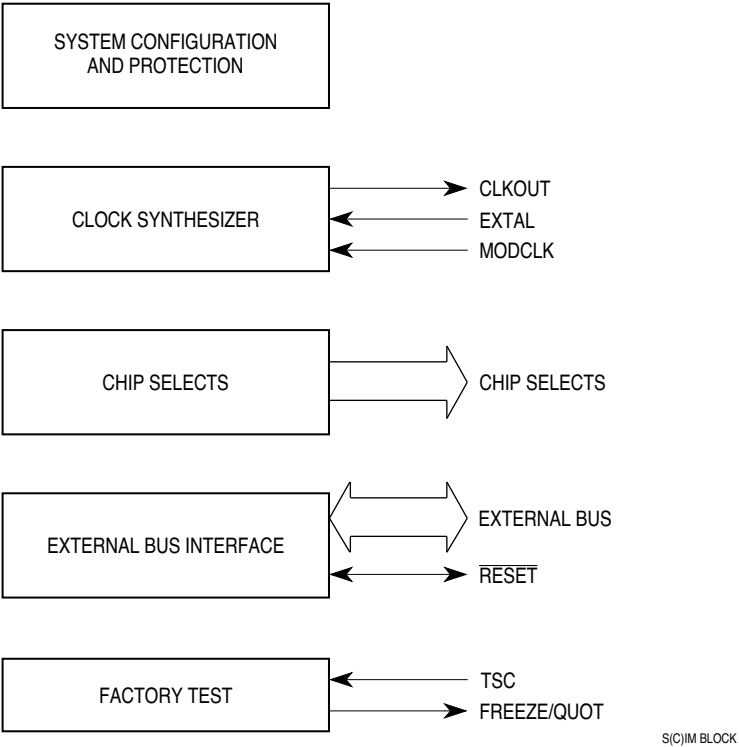 SYSTEM CONFIGURATION
AND PROTECTION
CLOCK SYNTHESIZER
CLKOUT
EXTAL
MODCLK
CHIP SELECTS
CHIP SELECTS
EXTERNAL BUS INTERFACE
EXTERNAL BUS
RESET
FACTORY TEST
TSC
FREEZE/QUOT
S(C)IM BLOCK